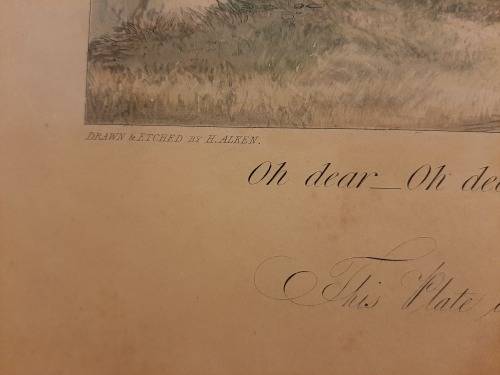 DRAWN & ETCHED BY H. ALKEN.
Oh dear_Oh
This Plate